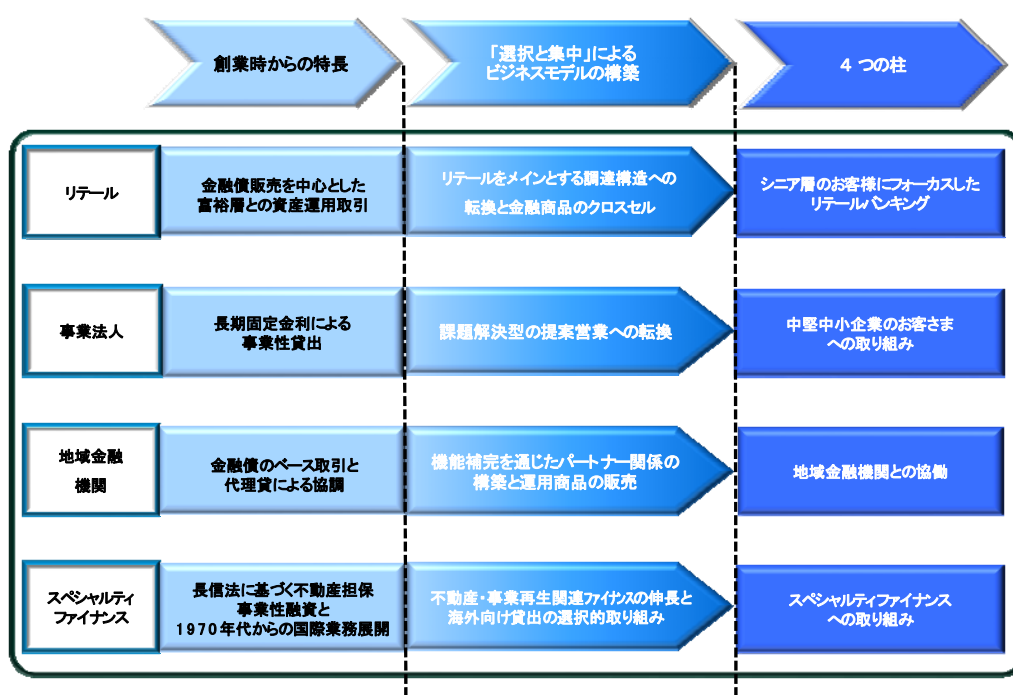 創業時からの特長
「選択と集中」による
ビジネスモデルの構築
4 つの柱
リテール
金融債販売を中心とした
富裕層との資産運用取引
リテールをメインとする調達構造への
転換と金融商品のクロスセル
シニア層のお客様にフォーカスした
リテールバンキング
事業法人
長期固定金利による
事業性貸出
課題解決型の提案営業への転換
中堅中小企業のお客さま
への取り組み
地域金融
機関
金融債のベース取引と
代理貸による協調
機能補完を通じたパートナー関係の
構築と運用商品の販売
地域金融機関との協働
スペシャルティ
ファイナンス
長信法に基づく不動産担保
事業性融資と
1970年代からの国際業務展開
不動産・事業再生関連ファイナンスの伸長と
海外向け貸出の選択的取り組み
スペシャルティファイナンス
への取り組み